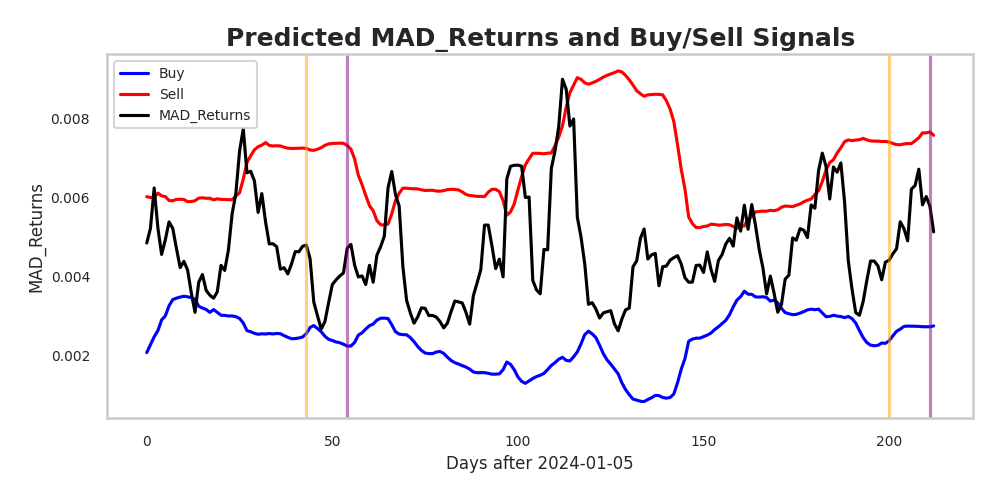 Predicted MAD_Returns and Buy/Sell Signals
Buy
Sell
MAD_Returns
0.008
0.006
0.004
0.002
MAD_Returns
0
50
100
150
200
Days after 2024-01-05